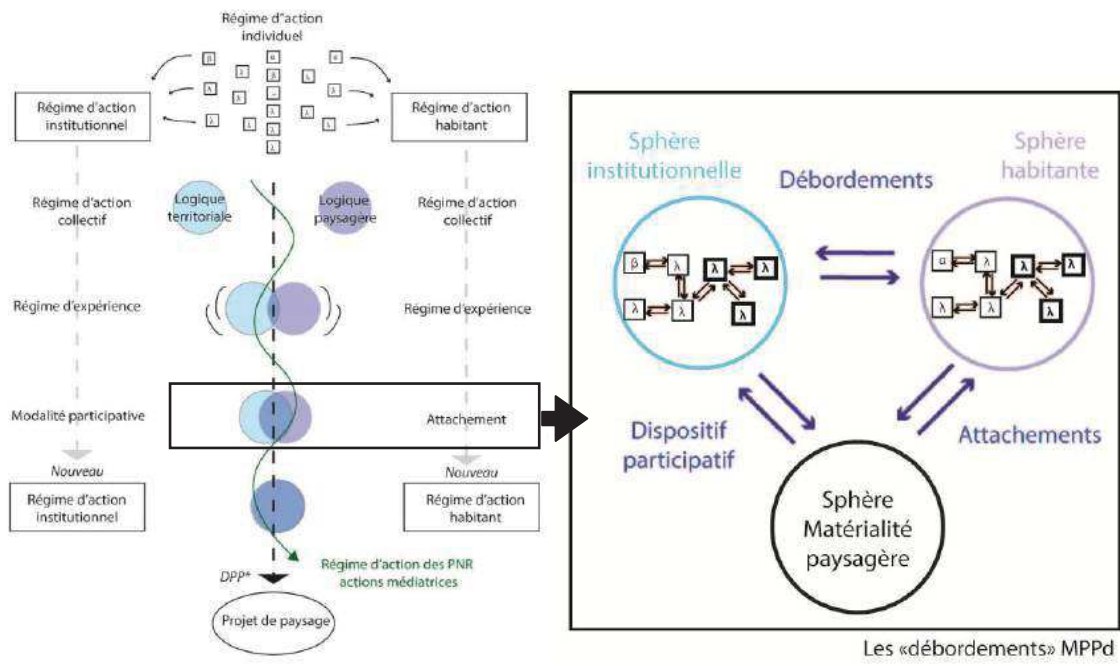 Régime d'action
individuel
β
α
α
λ
β
λ
λ
λ
λ
λ
λ
λ
λ
λ
λ
λ
λ
Régime d'action
institutionnel
Régime d'action
habitant
Régime d'action
collectif
Logique
territoriale
Logique
paysagère
Régime d'action
collectif
Régime d'expérience
Régime d'expérience
Modalité participative
Attachement
Nouveau
Régime d'action
institutionnel
Nouveau
Régime d'action
habitant
Régime d'action des PNR
actions médiatrices
DPP*
Projet de paysage
Sphère
institutionnelle
Sphère
habitante
Débordements
β
λ
λ
λ
λ
λ
λ
α
λ
λ
λ
λ
λ
λ
Dispositif
participatif
Attachements
Sphère
Matérialité
paysagère
Les «débordements» MPPd